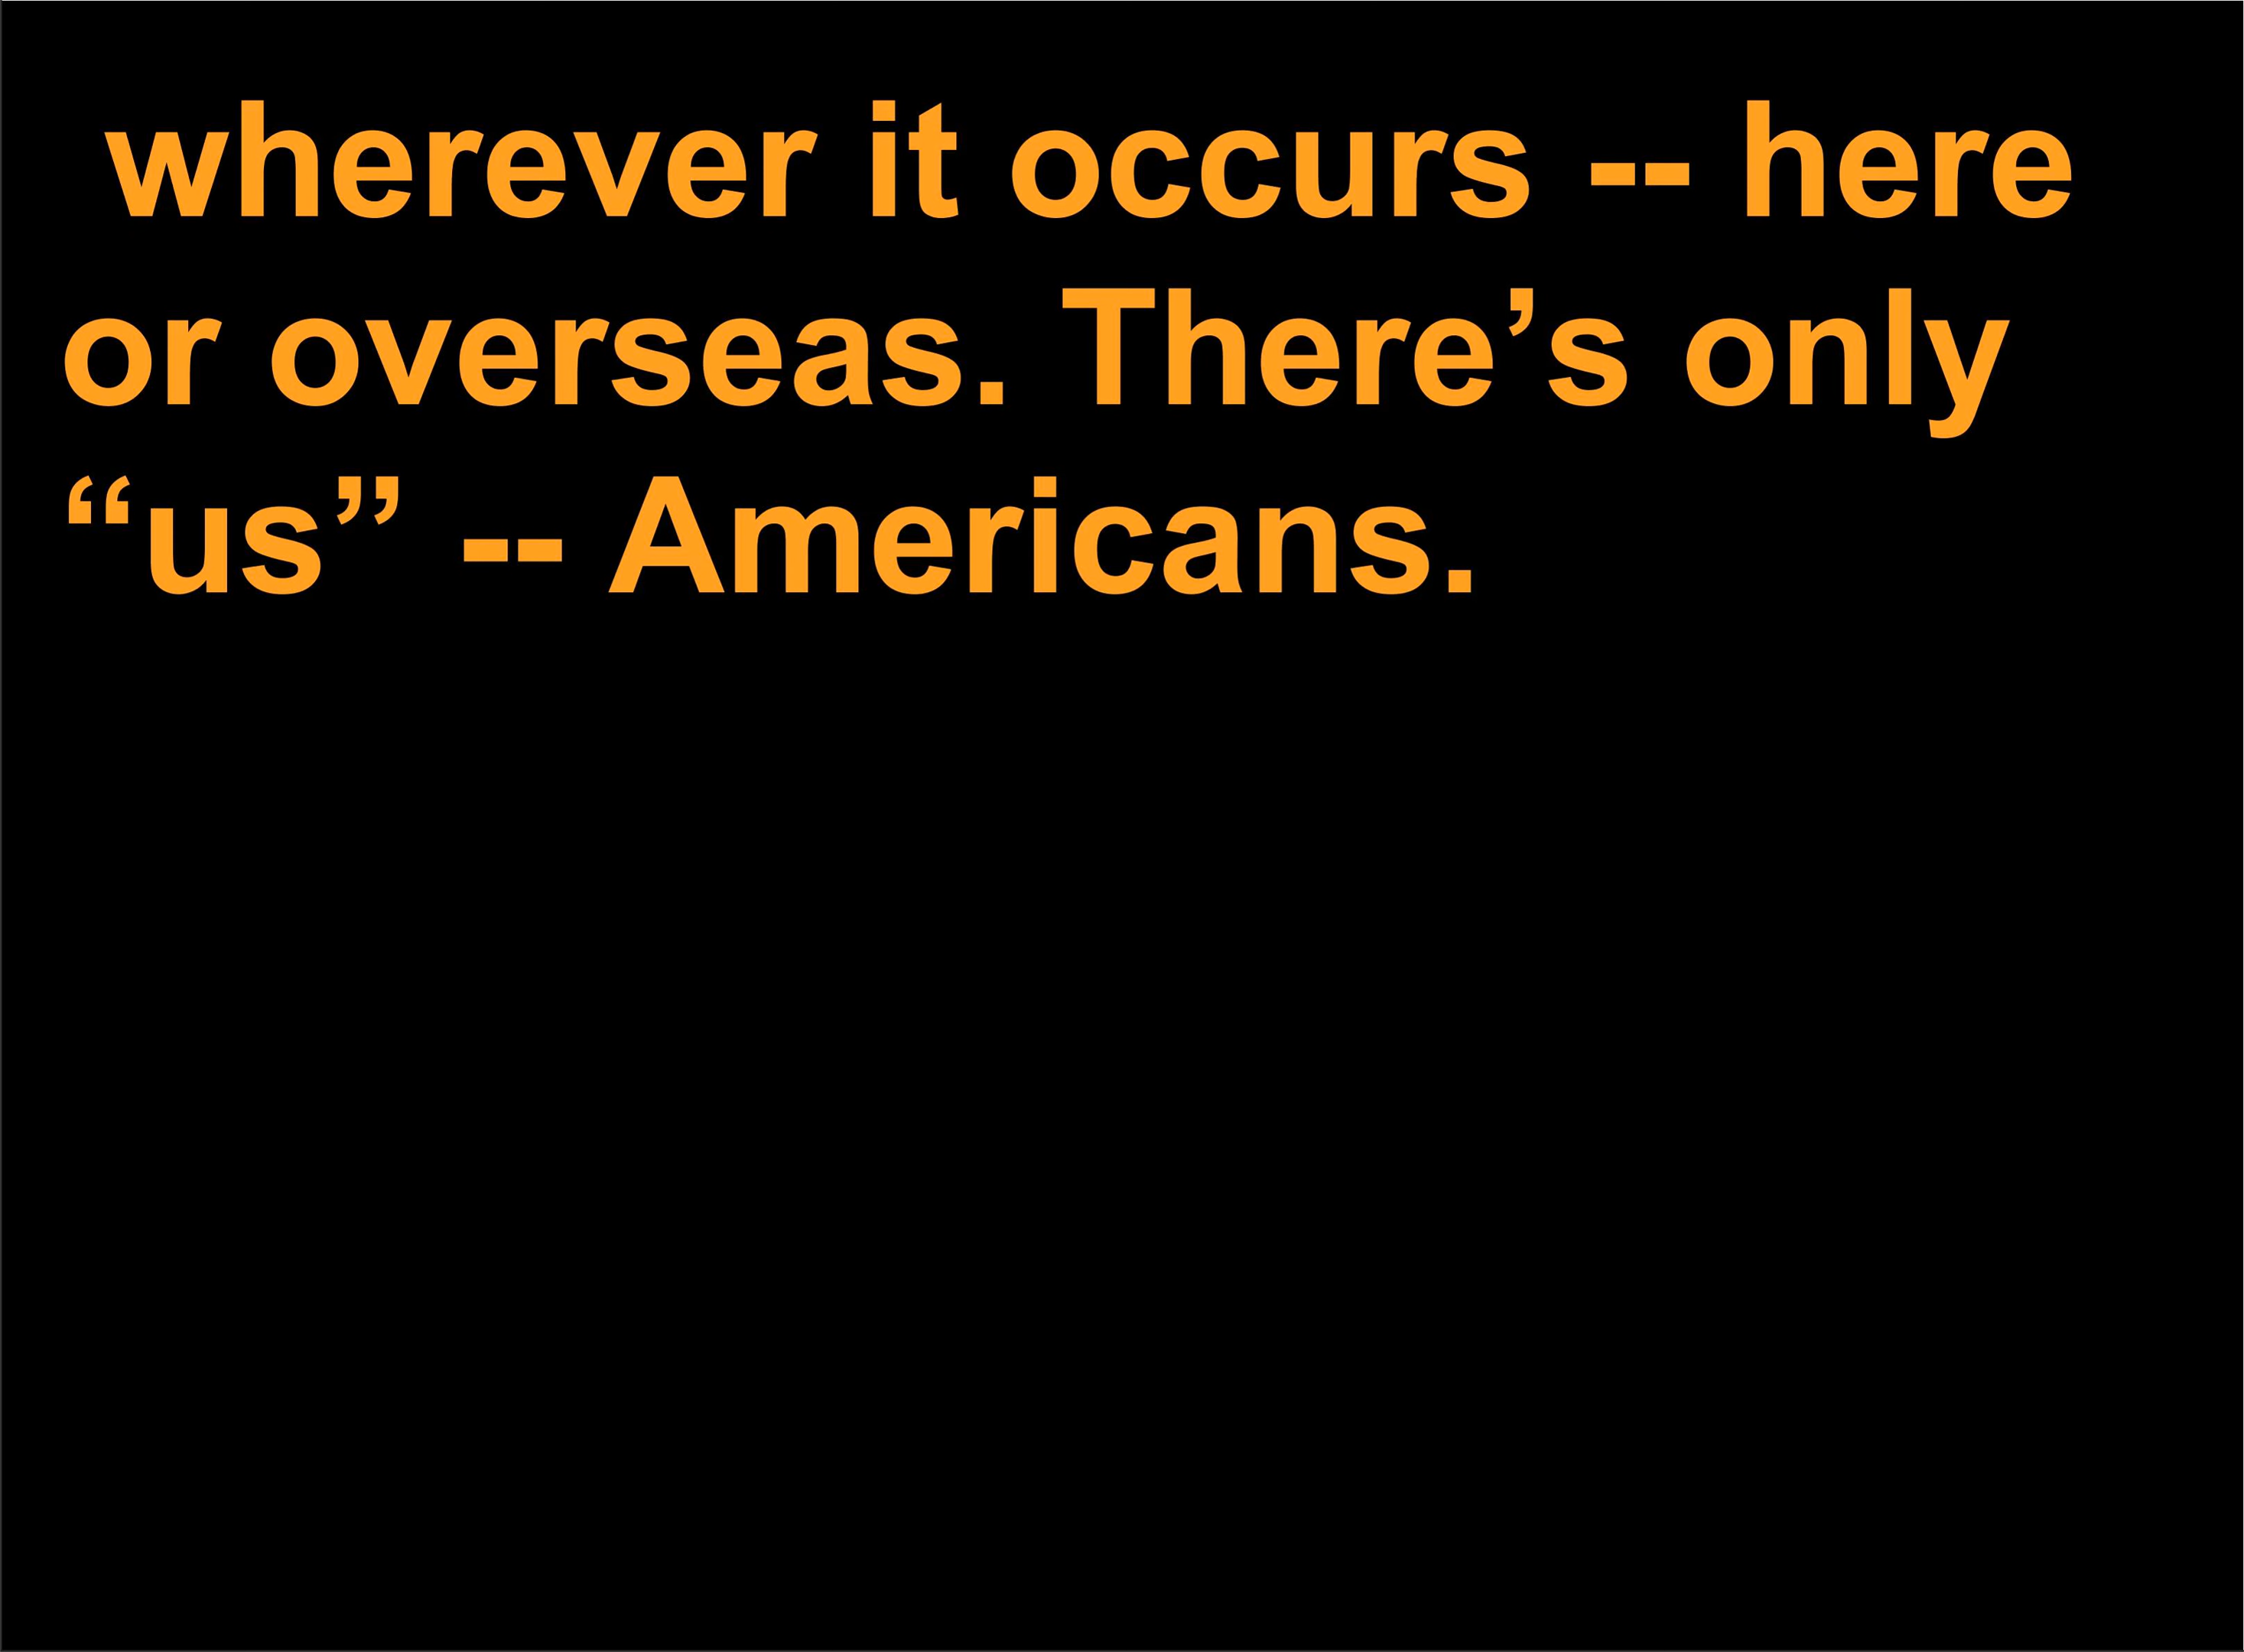 wherever it occurs -- here
or overseas. There’s only
“us” -- Americans.